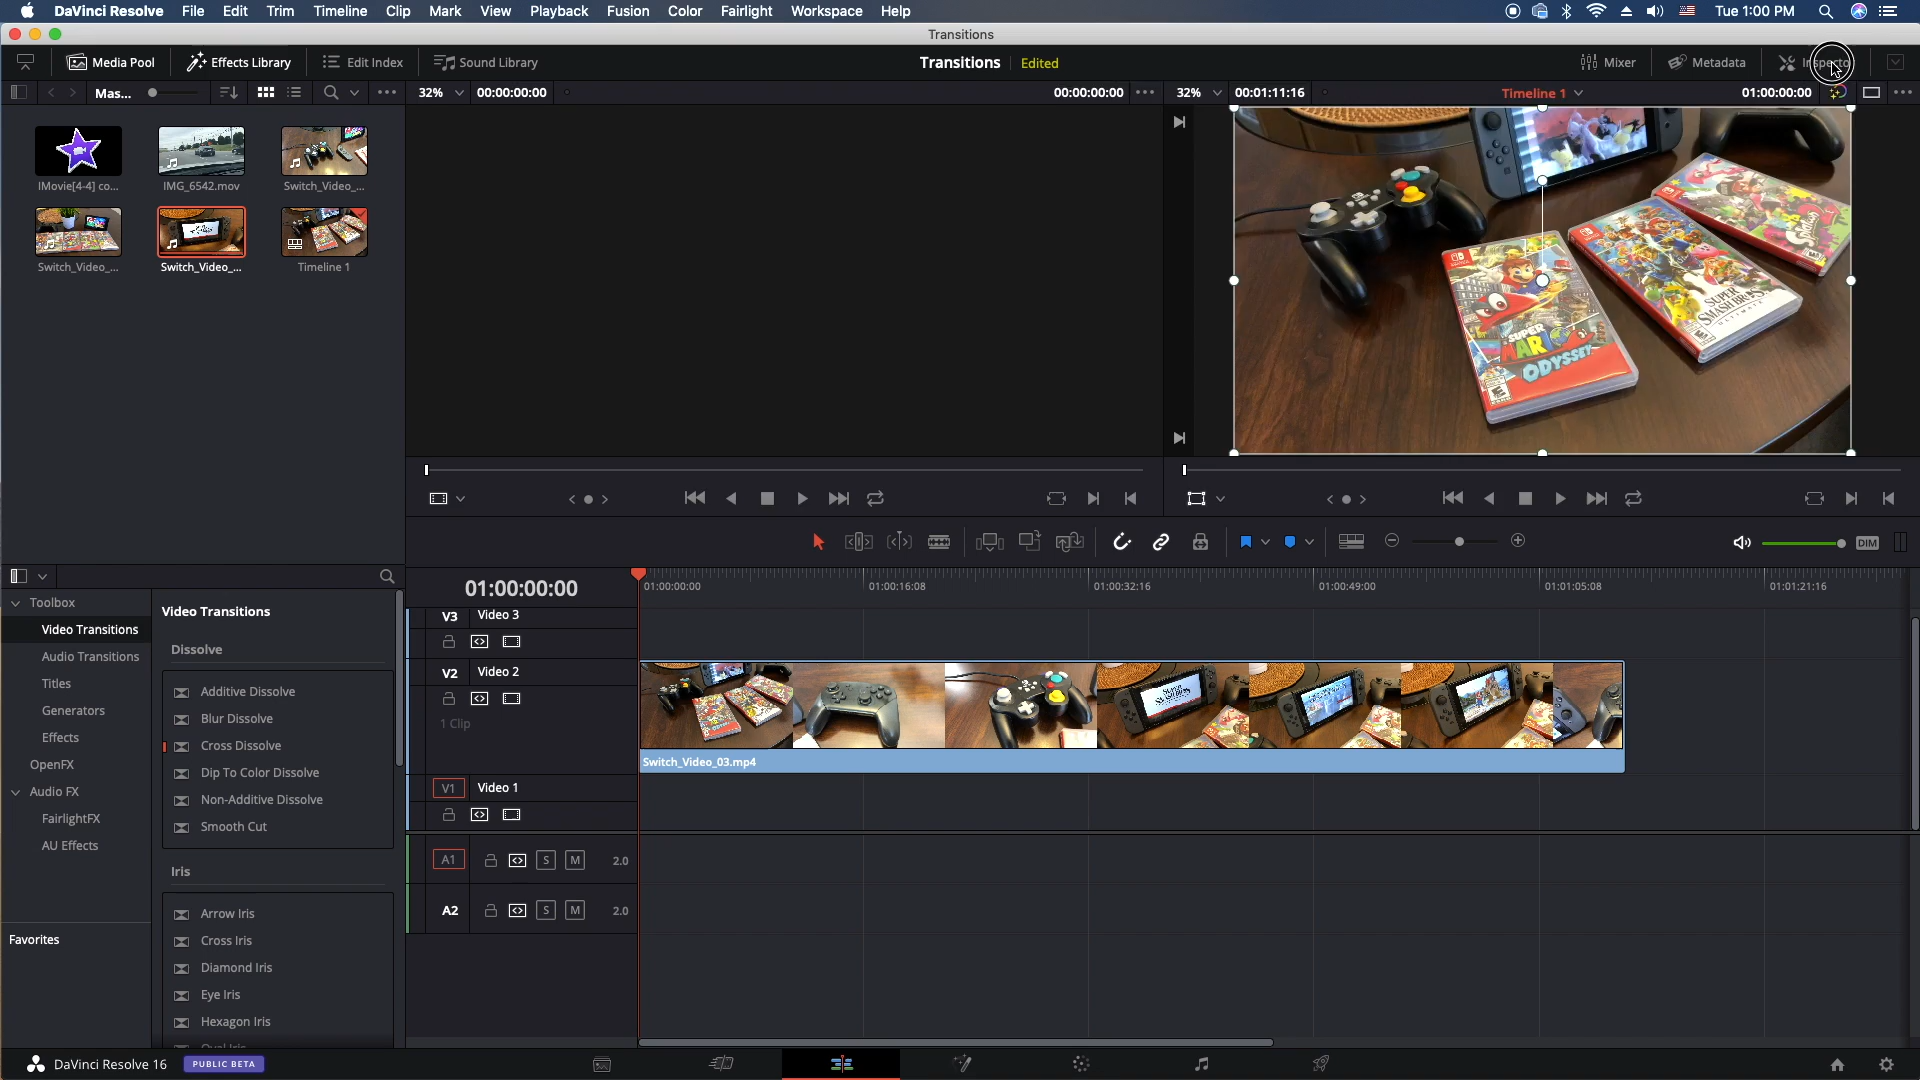 DaVinci Resolve File Edit Trim Timeline Clip Mark View Playback Fusion Color Fairlight Workspace Help Tue 1:00 PM
Transitions
Media Pool Effects Library Edit Index Sound Library Transitions Edited Mixer Metadata
Mas... 32% 00:00:00:00 00:00:00:00 32% 00:01:11:16 Timeline 1 01:00:00:00
IMovie[4-4] co... IMG_6542.mov Switch_Video_...
Switch_Video_... Switch_Video_... Timeline 1
SUPER
MARIO
ODYSSEY
SUPER
SMASH BROS
ULTIMATE
DIM
01:00:00:00
01:00:00:00 01:00:16:08 01:00:32:16 01:00:49:00 01:01:05:08 01:01:21:16
Toolbox
Video Transitions
Audio Transitions
Titles
Generators
Effects
OpenFX
Audio FX
FairlightFX
AU Effects
Favorites
Video Transitions
Dissolve
Additive Dissolve
Blur Dissolve
Cross Dissolve
Dip To Color Dissolve
Non-Additive Dissolve
Smooth Cut
Iris
Arrow Iris
Cross Iris
Diamond Iris
Eye Iris
Hexagon Iris
V3 Video 3
V2 Video 2
1 Clip
Switch_Video_03.mp4
V1 Video 1
A1 S M 2.0
A2 S M 2.0
DaVinci Resolve 16 PUBLIC BETA